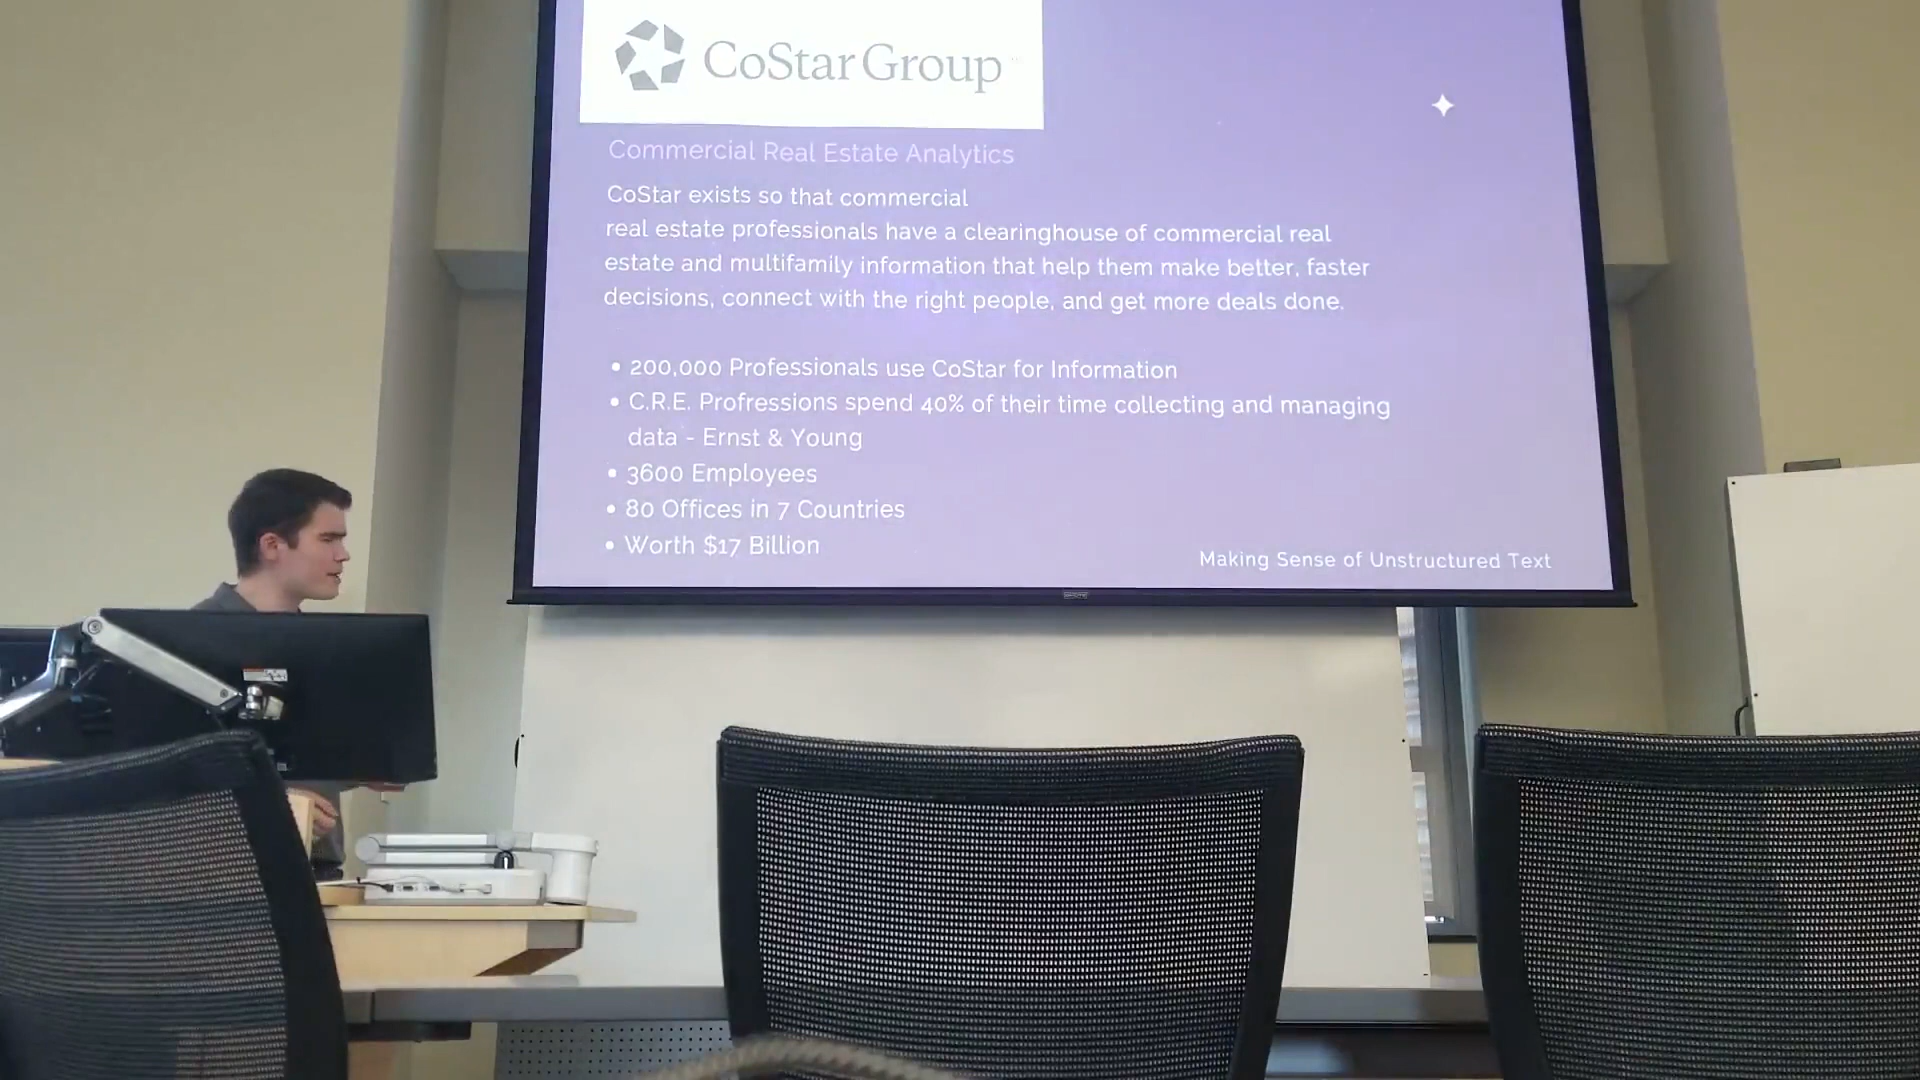 CoStar Group
Commercial Real Estate Analytics
CoStar exists so that commercial
real estate professionals have a clearinghouse of commercial real
estate and multifamily information that help them make better, faster
decisions, connect with the right people, and get more deals done.
• 200,000 Professionals use CoStar for Information
• C.R.E. Profressions spend 40% of their time collecting and managing
data - Ernst & Young
• 3600 Employees
• 80 Offices in 7 Countries
• Worth $17 Billion
Making Sense of Unstructured Text